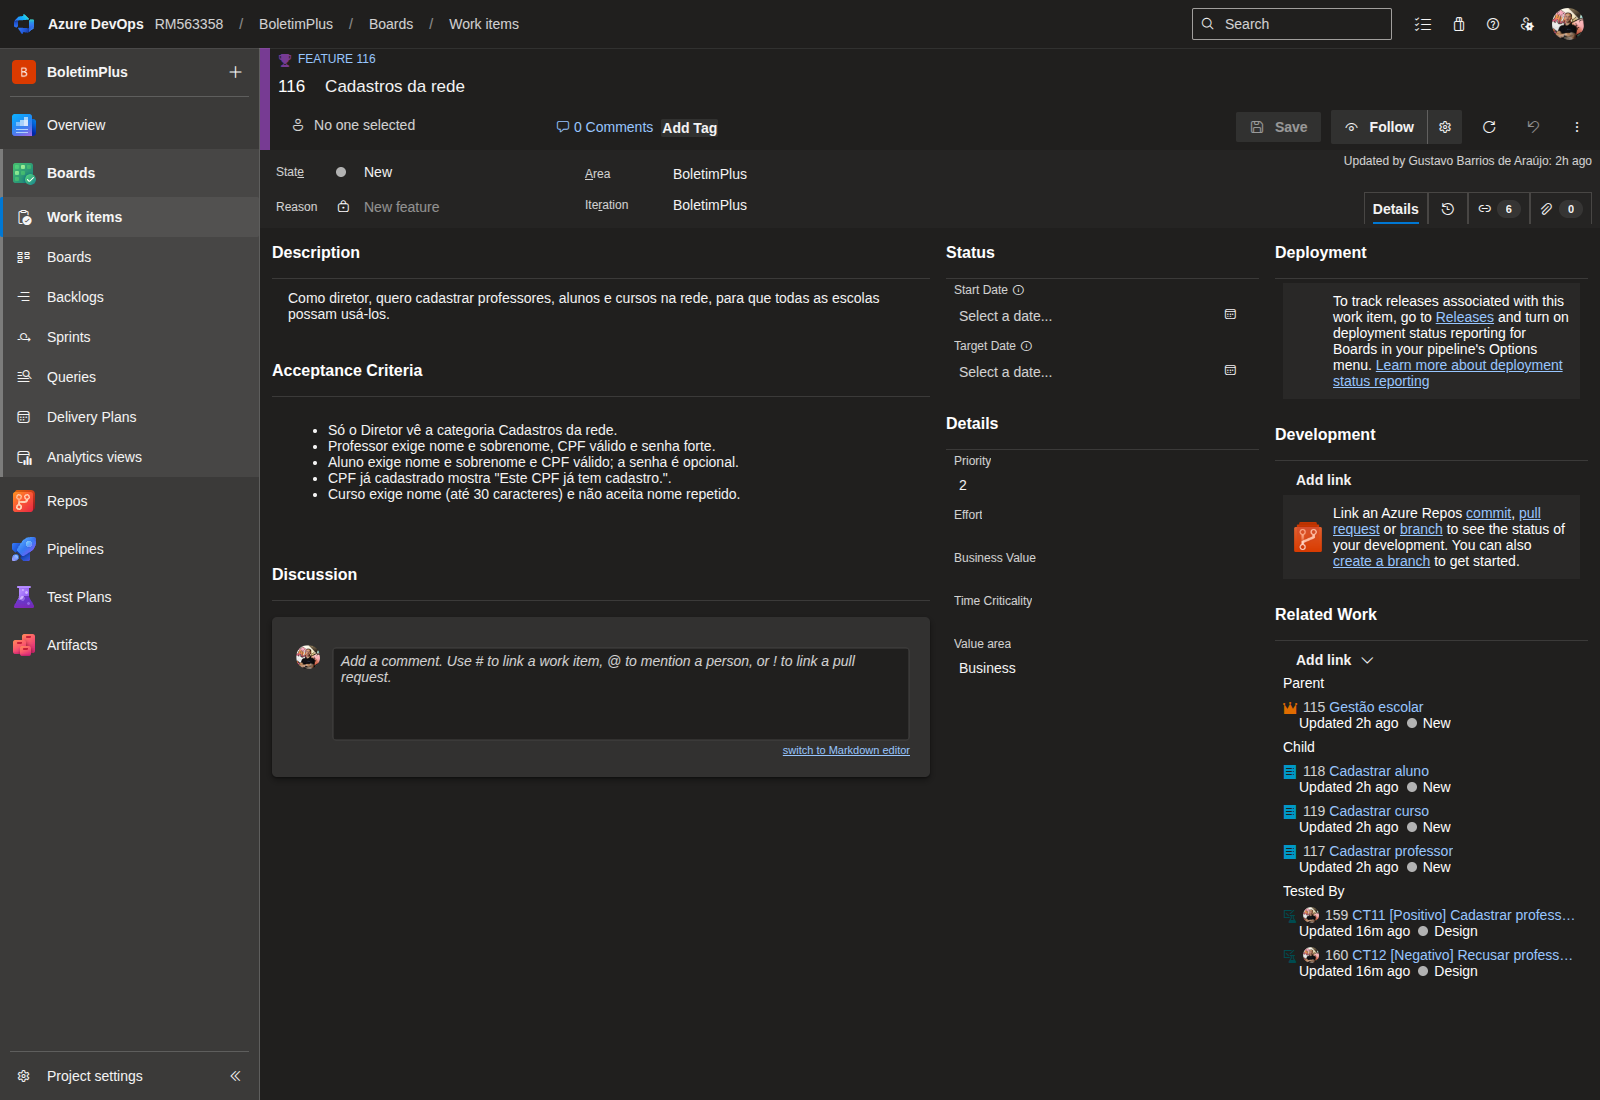 Azure DevOps RM563358 / BoletimPlus / Boards / Work items
Search
B BoletimPlus
Overview
Boards
Work items
Boards
Backlogs
Sprints
Queries
Delivery Plans
Analytics views
Repos
Pipelines
Test Plans
Artifacts
Project settings
FEATURE 116
116 Cadastros da rede
No one selected
0 Comments Add Tag
Save Follow
Updated by Gustavo Barrios de Araújo: 2h ago
State New
Area BoletimPlus
Reason New feature
Iteration BoletimPlus
Details 6 0
Description
Como diretor, quero cadastrar professores, alunos e cursos na rede, para que todas as escolas
possam usá-los.
Acceptance Criteria
Só o Diretor vê a categoria Cadastros da rede.
Professor exige nome e sobrenome, CPF válido e senha forte.
Aluno exige nome e sobrenome e CPF válido; a senha é opcional.
CPF já cadastrado mostra "Este CPF já tem cadastro.".
Curso exige nome (até 30 caracteres) e não aceita nome repetido.
Discussion
Add a comment. Use # to link a work item, @ to mention a person, or ! to link a pull
request.
switch to Markdown editor
Status
Start Date
Select a date...
Target Date
Select a date...
Details
Priority
2
Effort
Business Value
Time Criticality
Value area
Business
Deployment
To track releases associated with this
work item, go to Releases and turn on
deployment status reporting for
Boards in your pipeline's Options
menu. Learn more about deployment
status reporting
Development
Add link
Link an Azure Repos commit, pull
request or branch to see the status of
your development. You can also
create a branch to get started.
Related Work
Add link
Parent
115 Gestão escolar
Updated 2h ago New
Child
118 Cadastrar aluno
Updated 2h ago New
119 Cadastrar curso
Updated 2h ago New
117 Cadastrar professor
Updated 2h ago New
Tested By
159 CT11 [Positivo] Cadastrar profess…
Updated 16m ago Design
160 CT12 [Negativo] Recusar profess…
Updated 16m ago Design